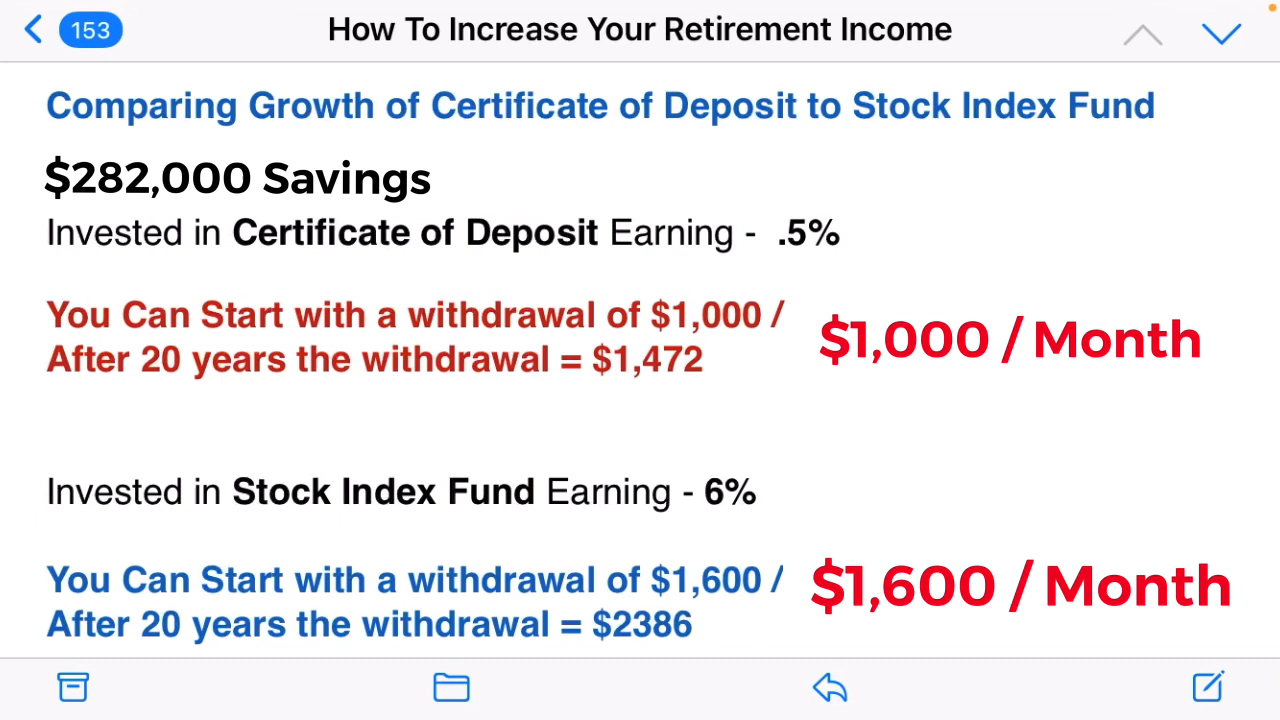 153
How To Increase Your Retirement Income
Comparing Growth of Certificate of Deposit to Stock Index Fund
$282,000 Savings
Invested in Certificate of Deposit Earning - .5%
You Can Start with a withdrawal of $1,000 /
After 20 years the withdrawal = $1,472
$1,000 / Month
Invested in Stock Index Fund Earning - 6%
You Can Start with a withdrawal of $1,600 /
After 20 years the withdrawal = $2386
$1,600 / Month